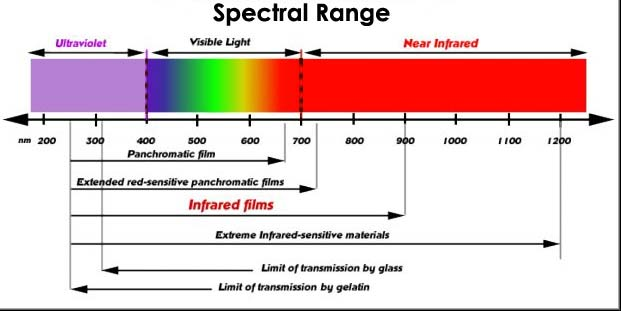 Spectral Range
Ultraviolet Visible Light Near Infrared
nm 200 300 400 500 600 700 800 900 1000 1100 1200
Panchromatic film
Extended red-sensitive panchromatic films
Infrared films
Extreme Infrared-sensitive materials
Limit of transmission by glass
Limit of transmission by gelatin